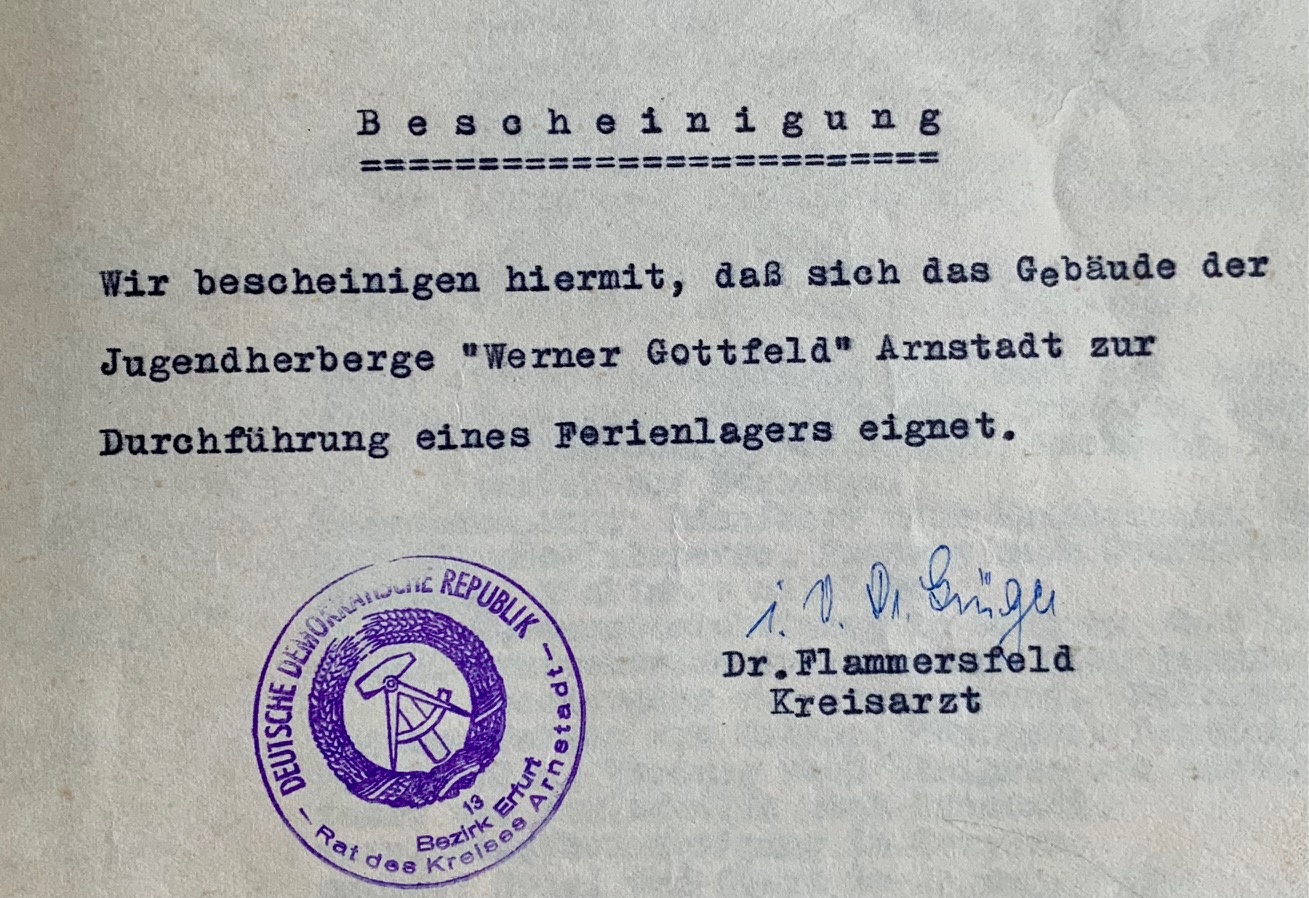 B e s c h e i n i g u n g
=========================
Wir bescheinigen hiermit, daß sich das Gebäude der
Jugendherberge "Werner Gottfeld" Arnstadt zur
Durchführung eines Ferienlagers eignet.
i. V. Dr.
Dr.Flammersfeld
Kreisarzt
DEUTSCHE DEMOKRATISCHE REPUBLIK
13
Bezirk Erfurt
– Rat des Kreises Arnstadt –